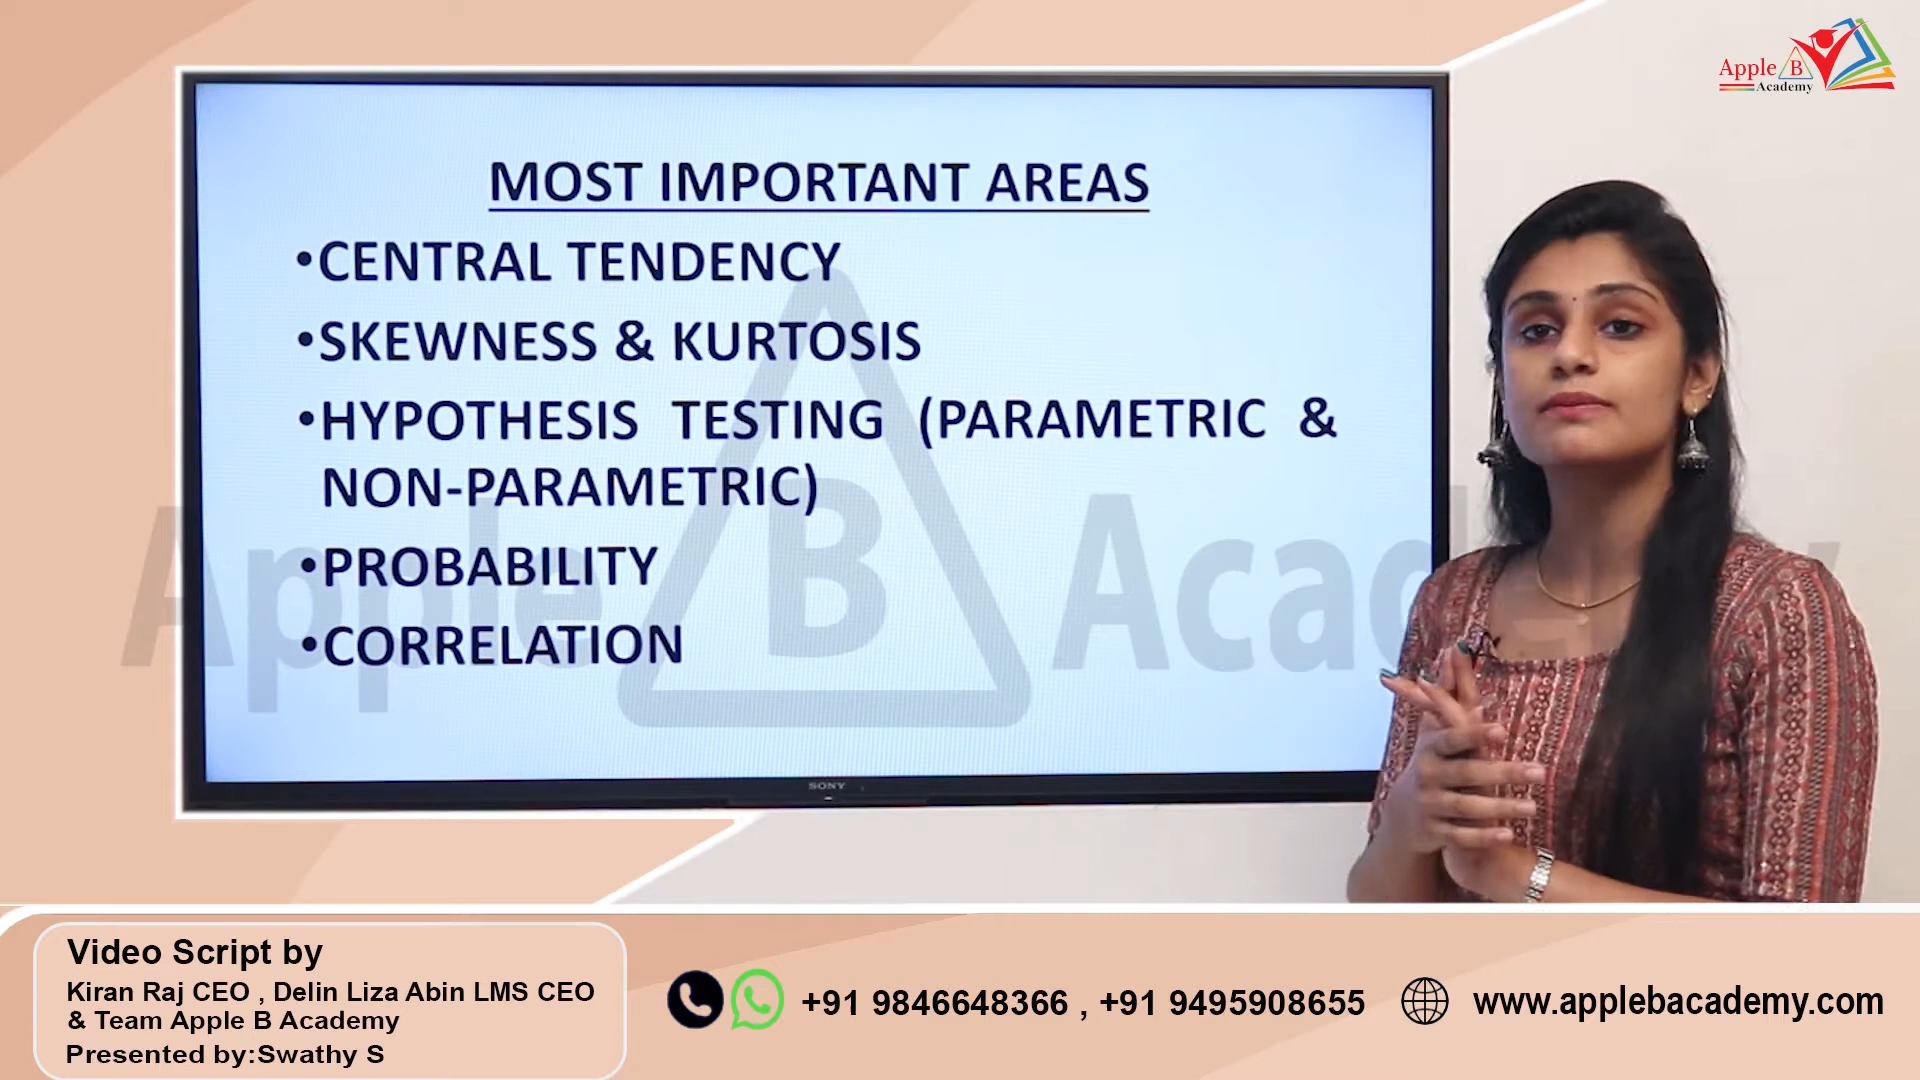 Apple B
Academy
MOST IMPORTANT AREAS
•CENTRAL TENDENCY
•SKEWNESS & KURTOSIS
•HYPOTHESIS TESTING (PARAMETRIC &
NON-PARAMETRIC)
•PROBABILITY
•CORRELATION
Apple B Academy
SONY
Video Script by
Kiran Raj CEO , Delin Liza Abin LMS CEO
& Team Apple B Academy
Presented by:Swathy S
+91 9846648366 , +91 9495908655
www.applebacademy.com